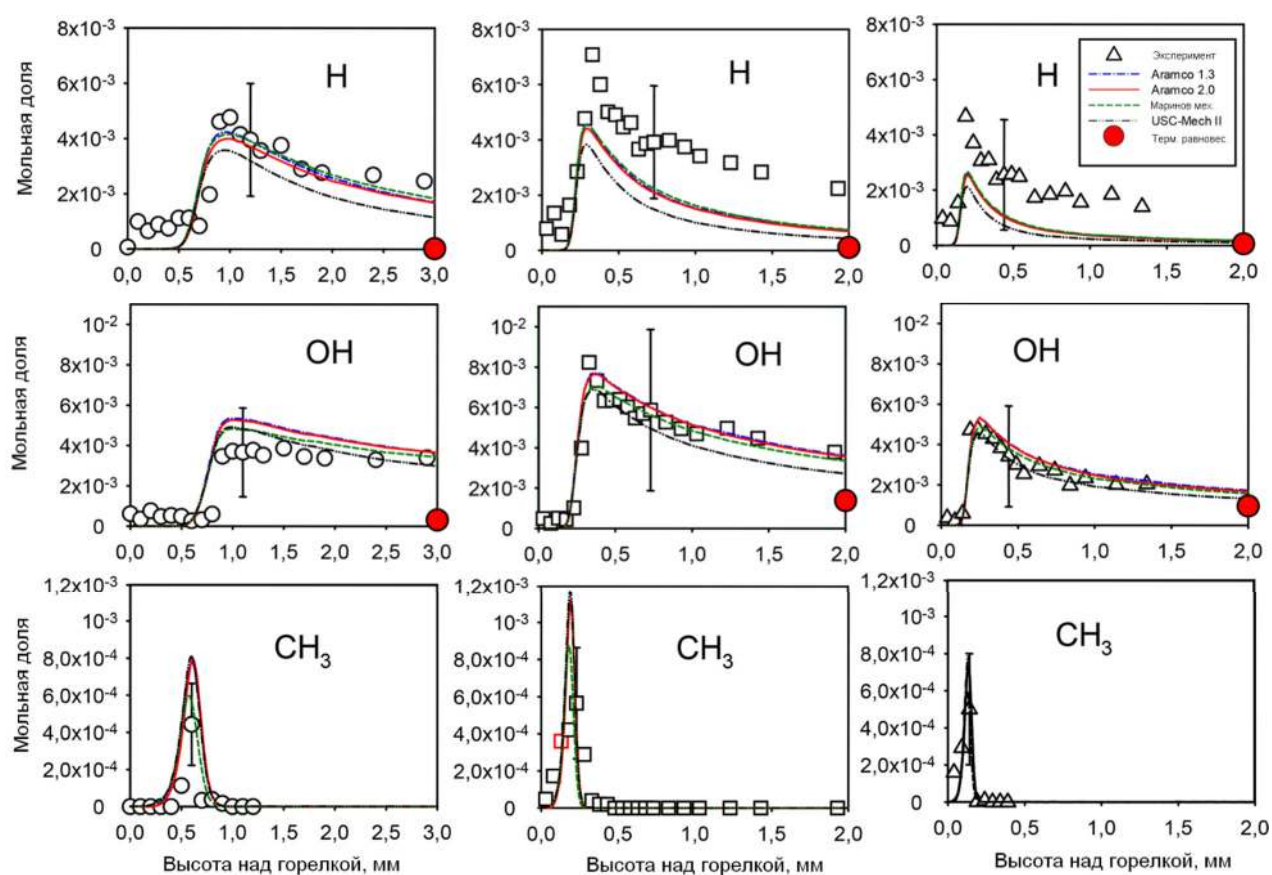 Мольная доля
8x10⁻³
6x10⁻³
4x10⁻³
2x10⁻³
0
0,0 0,5 1,0 1,5 2,0 2,5 3,0
H
8x10⁻³
6x10⁻³
4x10⁻³
2x10⁻³
0
0,0 0,5 1,0 1,5 2,0
H
8x10⁻³
6x10⁻³
4x10⁻³
2x10⁻³
0
0,0 0,5 1,0 1,5 2,0
H
Эксперимент
Aramco 1.3
Aramco 2.0
Маринов мех.
USC-Mech II
Терм. равновес.
Мольная доля
10⁻²
8x10⁻³
6x10⁻³
4x10⁻³
2x10⁻³
0
0,0 0,5 1,0 1,5 2,0 2,5 3,0
OH
10⁻²
8x10⁻³
6x10⁻³
4x10⁻³
2x10⁻³
0
0,0 0,5 1,0 1,5 2,0
OH
10⁻²
8x10⁻³
6x10⁻³
4x10⁻³
2x10⁻³
0
0,0 0,5 1,0 1,5 2,0
OH
Мольная доля
1,2x10⁻³
10⁻³
8,0x10⁻⁴
6,0x10⁻⁴
4,0x10⁻⁴
2,0x10⁻⁴
0
0,0 0,5 1,0 1,5 2,0 2,5 3,0
CH₃
Высота над горелкой, мм
1,2x10⁻³
10⁻³
8,0x10⁻⁴
6,0x10⁻⁴
4,0x10⁻⁴
2,0x10⁻⁴
0
0,0 0,5 1,0 1,5 2,0
CH₃
Высота над горелкой, мм
1,2x10⁻³
10⁻³
8,0x10⁻⁴
6,0x10⁻⁴
4,0x10⁻⁴
2,0x10⁻⁴
0
0,0 0,5 1,0 1,5 2,0
CH₃
Высота над горелкой, мм